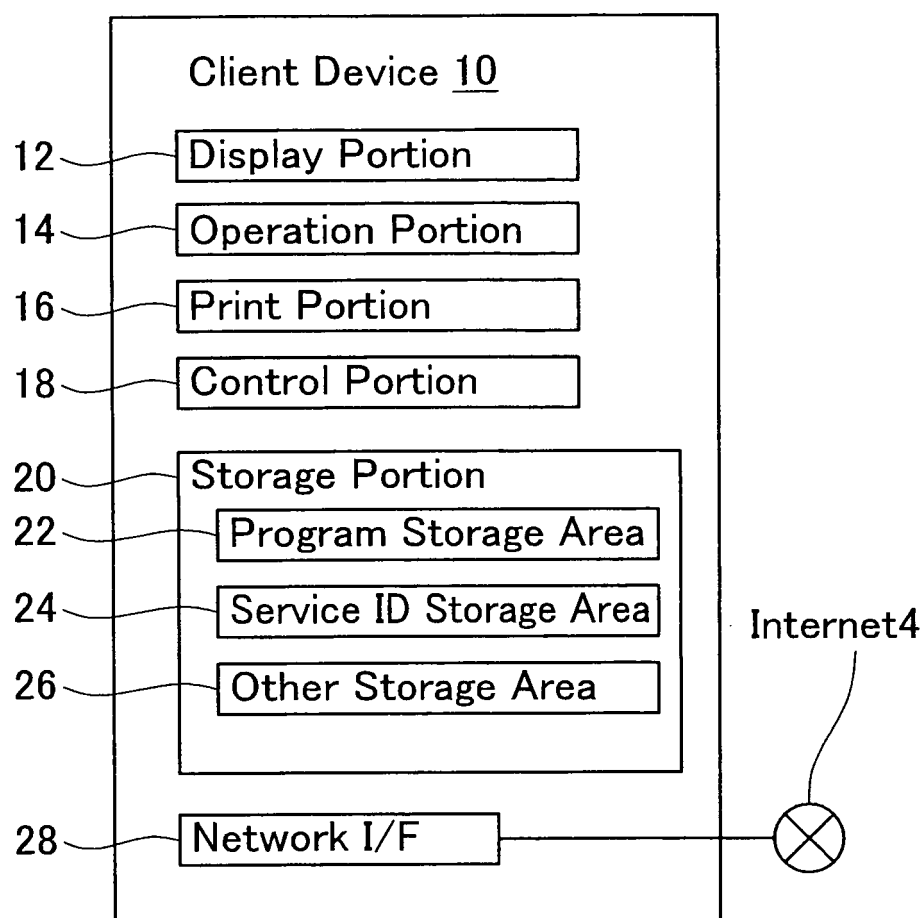 Client Device 10
12 Display Portion
14 Operation Portion
16 Print Portion
18 Control Portion
20 Storage Portion
22 Program Storage Area
24 Service ID Storage Area
Internet4
26 Other Storage Area
28 Network I/F